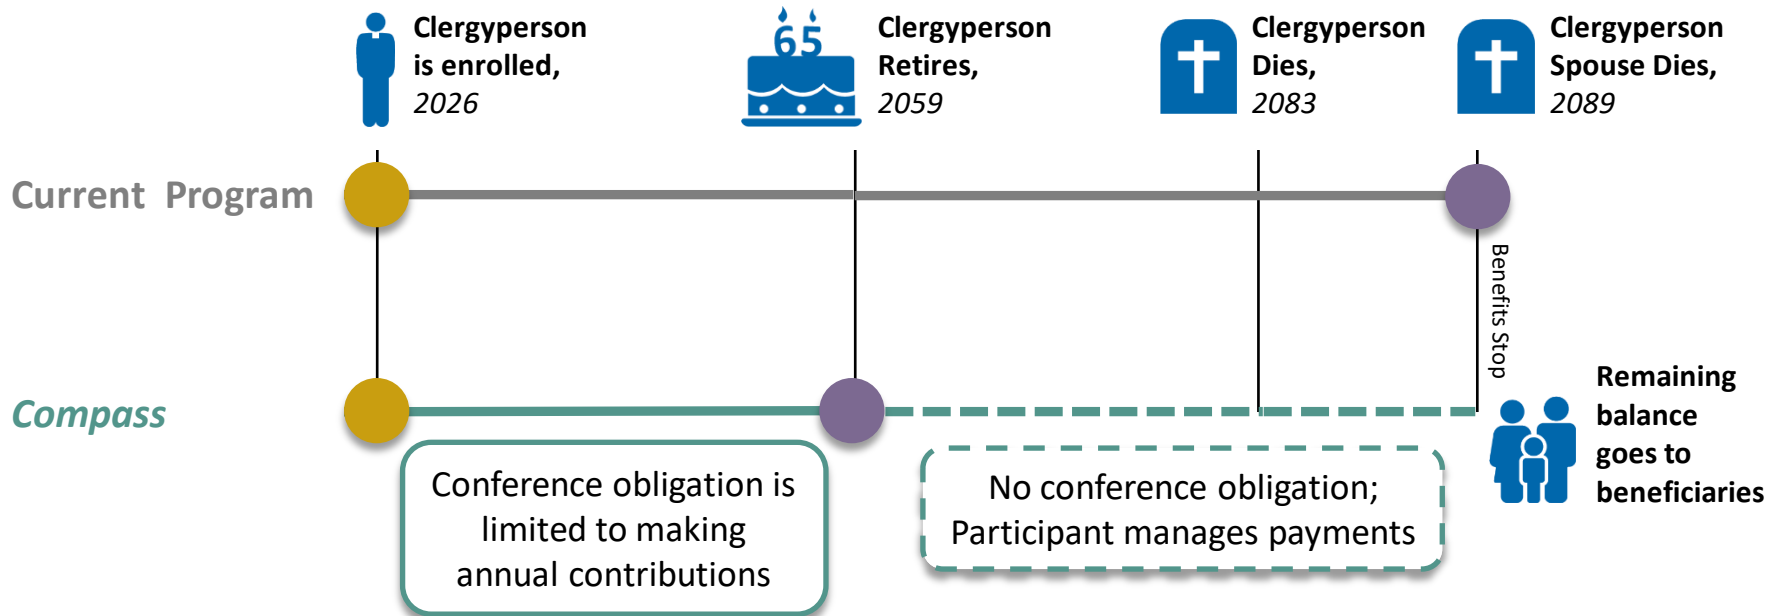 Clergyperson
is enrolled,
2026
65
Clergyperson
Retires,
2059
Clergyperson
Dies,
2083
Clergyperson
Spouse Dies,
2089
Current Program
Benefits Stop
Compass
Conference obligation is
limited to making
annual contributions
No conference obligation;
Participant manages payments
Remaining
balance
goes to
beneficiaries